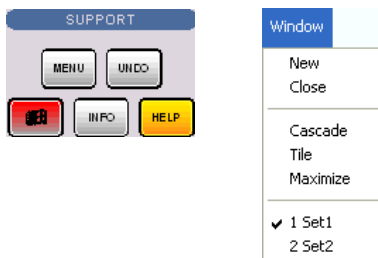 SUPPORT
MENU UNDO
INFO HELP
Window
New
Close
Cascade
Tile
Maximize
✔ 1 Set1
2 Set2